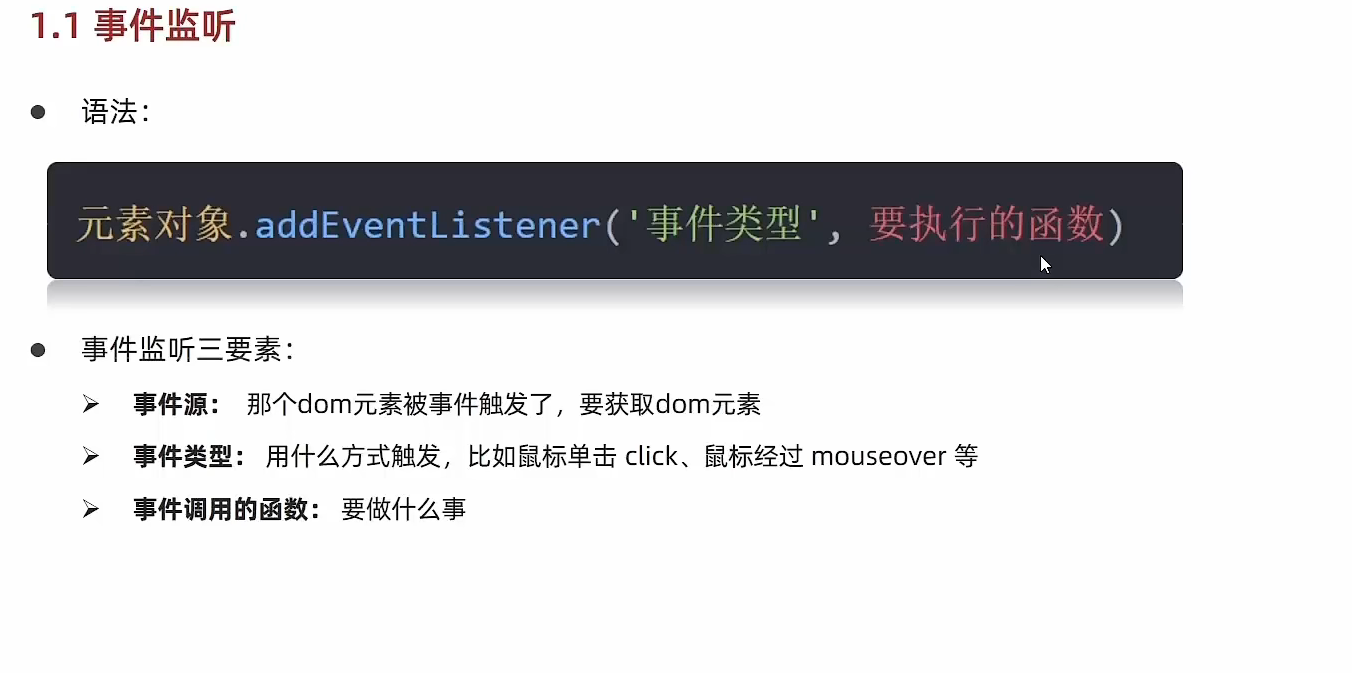 1.1 事件监听
语法：
元素对象.addEventListener('事件类型', 要执行的函数)
事件监听三要素：
事件源： 那个dom元素被事件触发了，要获取dom元素
事件类型： 用什么方式触发，比如鼠标单击 click、鼠标经过 mouseover 等
事件调用的函数： 要做什么事